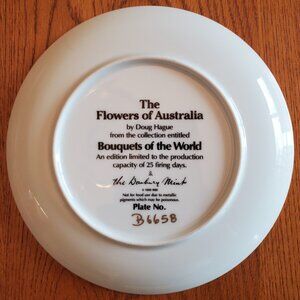 The
Flowers of Australia
by Doug Hague
from the collection entitled
Bouquets of the World
An edition limited to the production
capacity of 25 firing days.
&
the Danbury Mint
Not for food use due to metallic
pigments which may be poisonous.
Plate No.
B6658